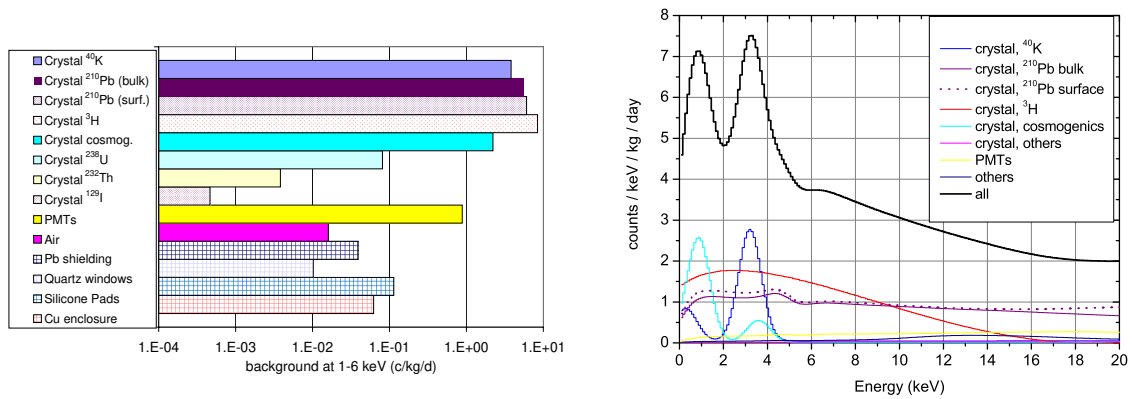 Crystal ⁴⁰K
Crystal ²¹⁰Pb (bulk)
Crystal ²¹⁰Pb (surf.)
Crystal ³H
Crystal cosmog.
Crystal ²³⁸U
Crystal ²³²Th
Crystal ¹²⁹I
PMTs
Air
Pb shielding
Quartz windows
Silicone Pads
Cu enclosure
1.E-04 1.E-03 1.E-02 1.E-01 1.E+00 1.E+01
background at 1-6 keV (c/kg/d)
8
7
6
5
4
3
2
1
0
counts / keV / kg / day
crystal, ⁴⁰K
crystal, ²¹⁰Pb bulk
crystal, ²¹⁰Pb surface
crystal, ³H
crystal, cosmogenics
crystal, others
PMTs
others
all
0 2 4 6 8 10 12 14 16 18 20
Energy (keV)